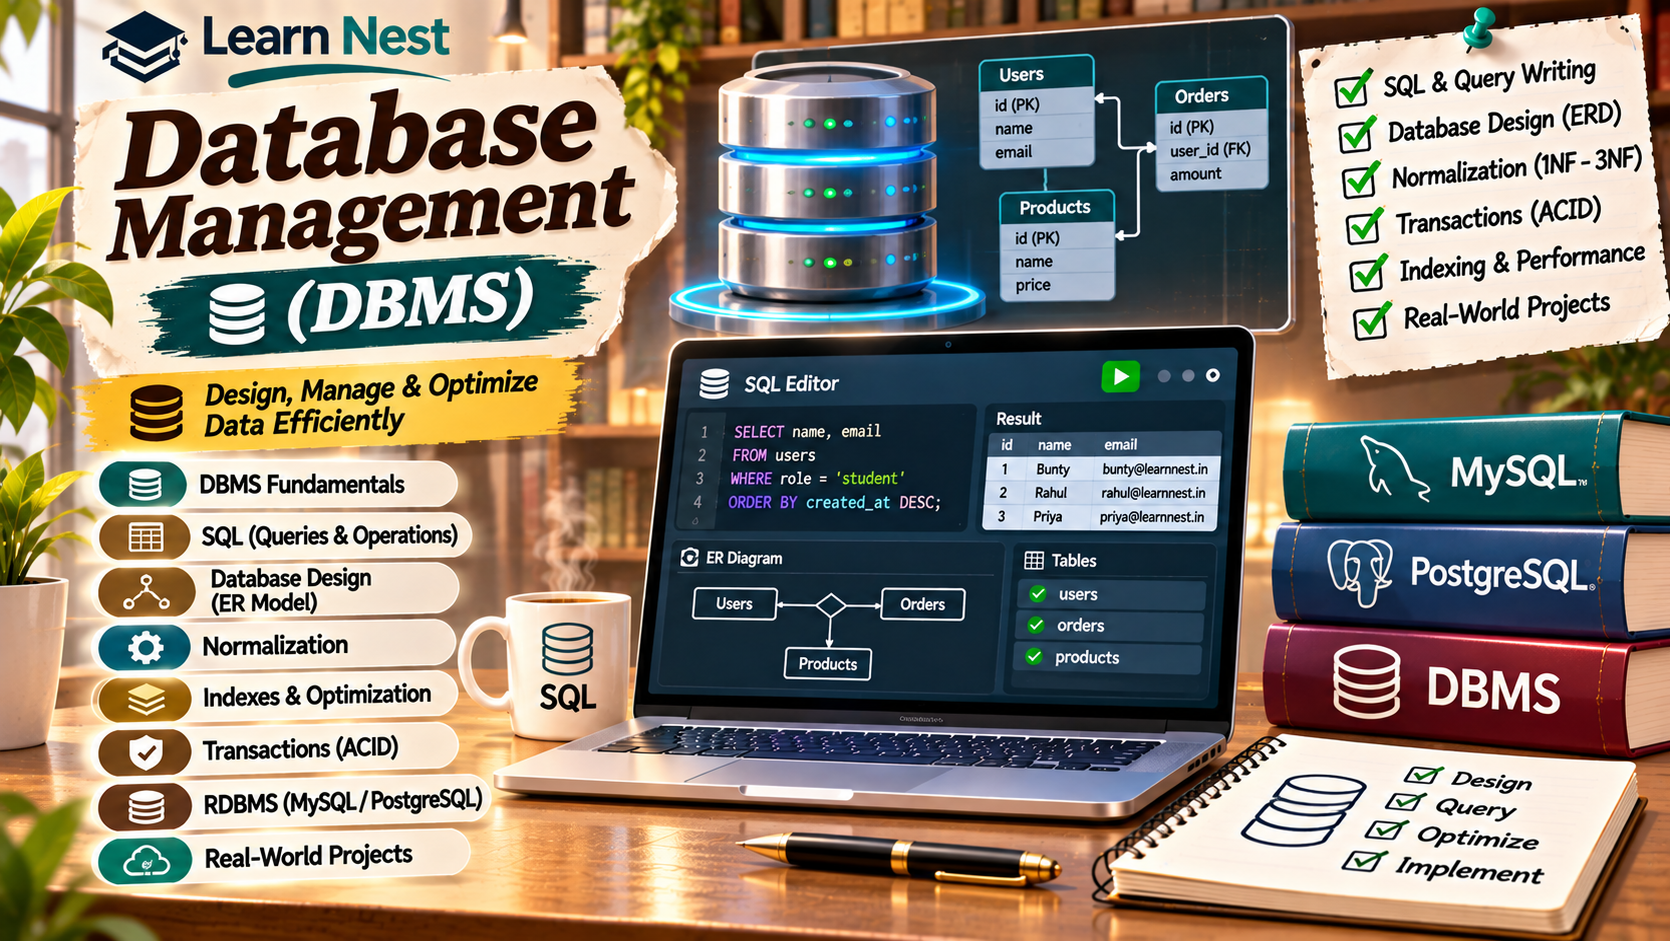 Learn Nest
Database
Management
(DBMS)
Design, Manage & Optimize
Data Efficiently
DBMS Fundamentals
SQL (Queries & Operations)
Database Design
(ER Model)
Normalization
Indexes & Optimization
Transactions (ACID)
RDBMS (MySQL / PostgreSQL)
Real-World Projects
Users
id (PK)
name
email
Orders
id (PK)
user_id (FK)
amount
Products
id (PK)
name
price
SQL & Query Writing
Database Design (ERD)
Normalization (1NF - 3NF)
Transactions (ACID)
Indexing & Performance
Real-World Projects
SQL Editor
1 SELECT name, email
2 FROM users
3 WHERE role = 'student'
4 ORDER BY created_at DESC;
Result
id name email
1 Bunty bunty@learnnest.in
2 Rahul rahul@learnnest.in
3 Priya priya@learnnest.in
ER Diagram
Users
Orders
Products
Tables
users
orders
products
SQL
MySQL™
PostgreSQL®
DBMS
Design
Query
Optimize
Implement